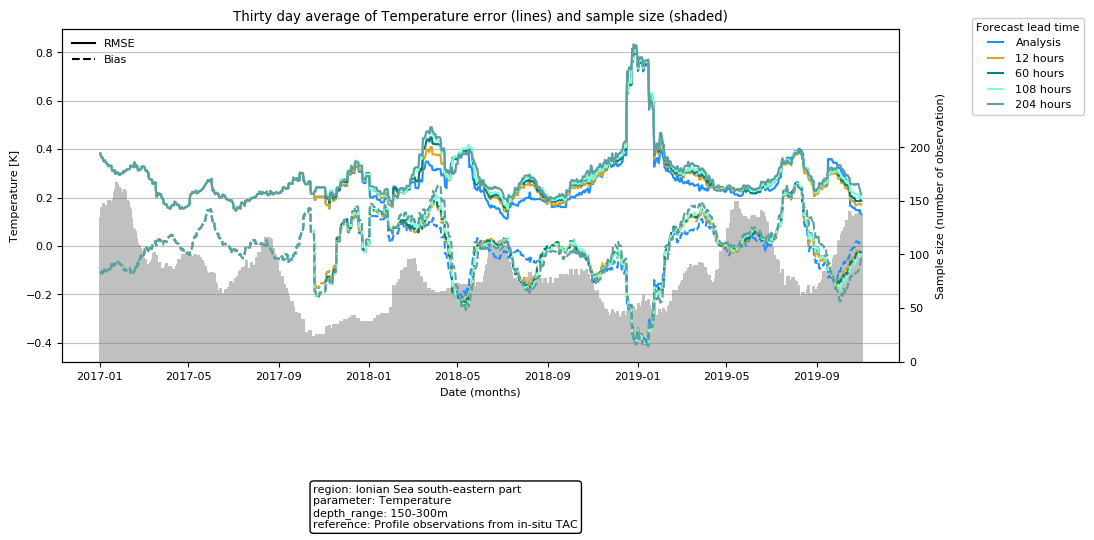 Thirty day average of Temperature error (lines) and sample size (shaded)
RMSE
Bias
Forecast lead time
Analysis
12 hours
60 hours
108 hours
204 hours
Temperature [K]
0.8
0.6
0.4
0.2
0.0
−0.2
−0.4
Sample size (number of observation)
200
150
100
50
0
2017-01
2017-05
2017-09
2018-01
2018-05
2018-09
2019-01
2019-05
2019-09
Date (months)
region: Ionian Sea south-eastern part
parameter: Temperature
depth_range: 150-300m
reference: Profile observations from in-situ TAC